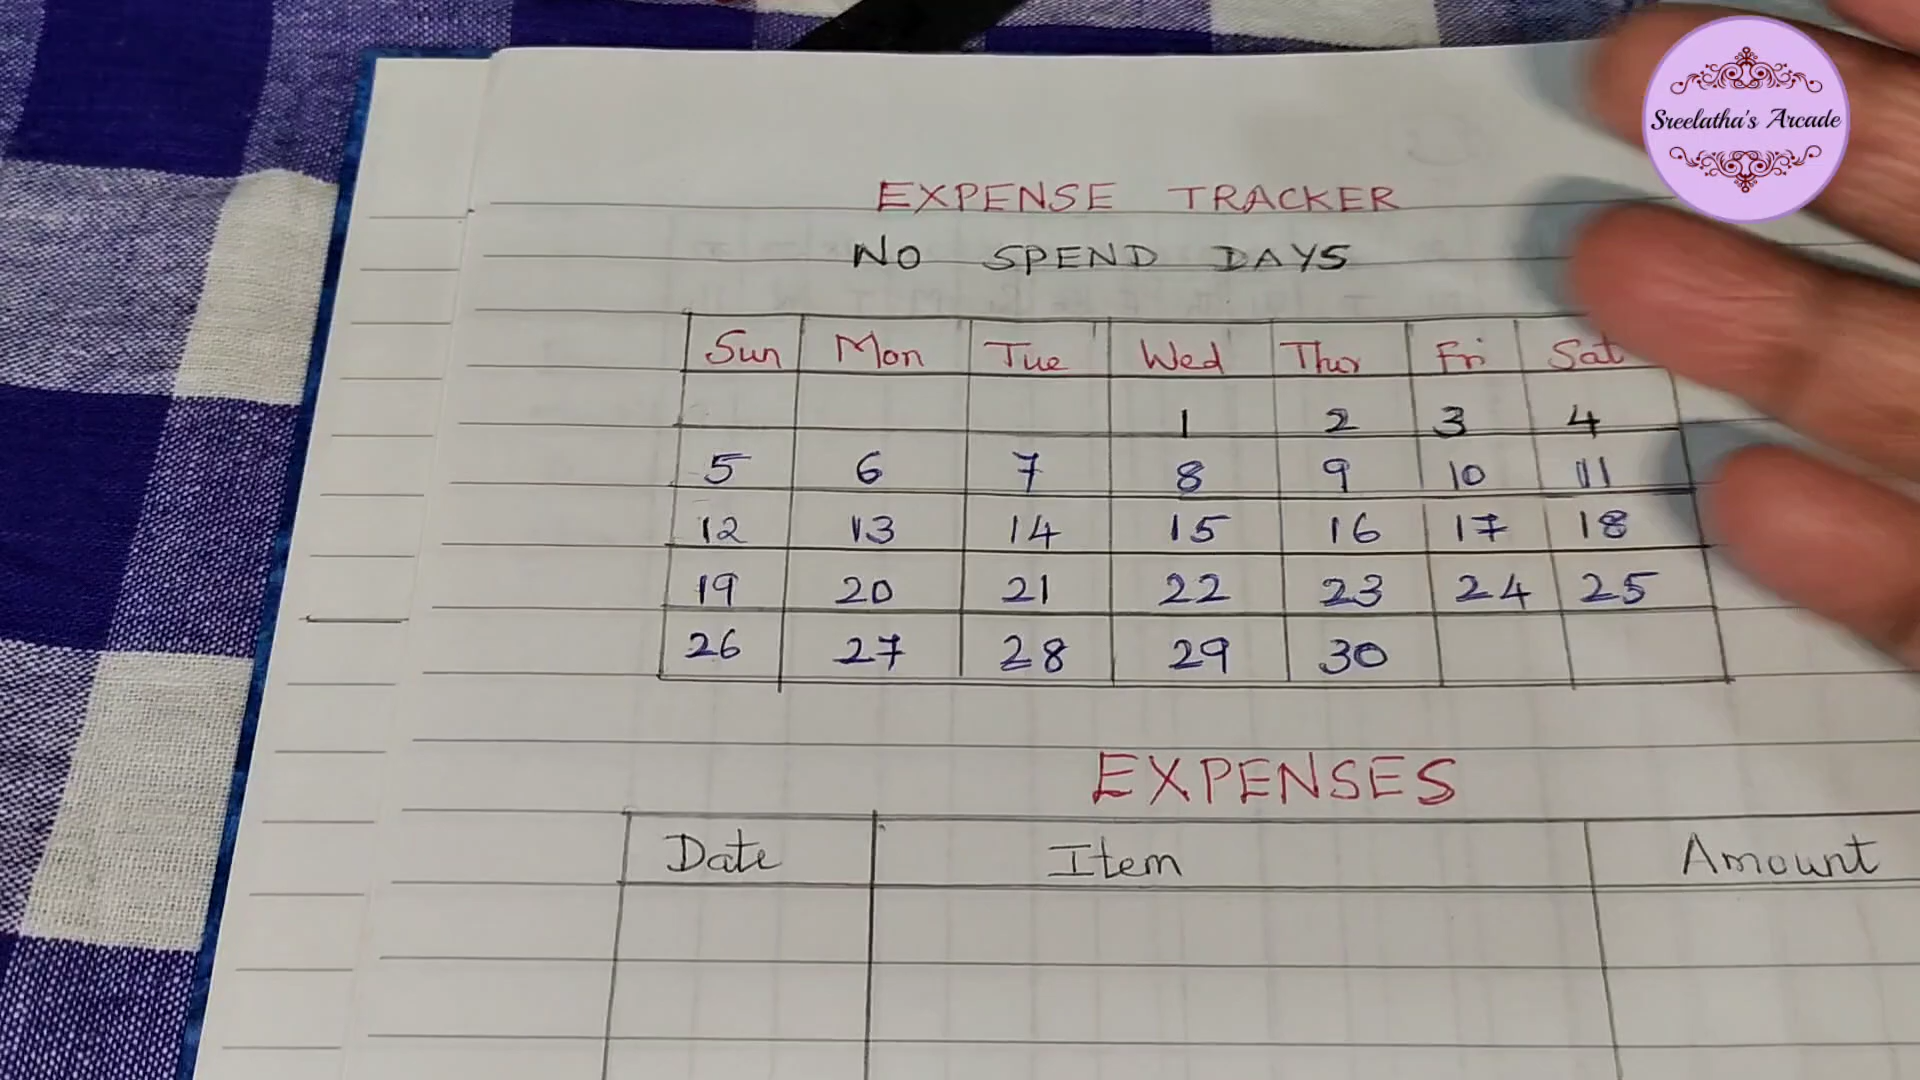 Sreelatha's Arcade
EXPENSE TRACKER
NO SPEND DAYS
Sun Mon Tue Wed Thur Fri Sat
1 2 3 4
5 6 7 8 9 10 11
12 13 14 15 16 17 18
19 20 21 22 23 24 25
26 27 28 29 30
EXPENSES
Date Item Amount